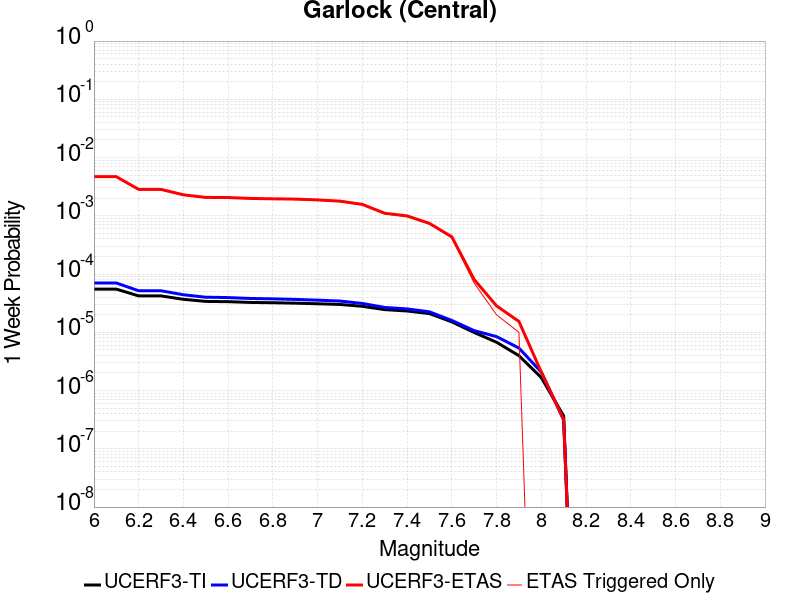 Garlock (Central)
10^0
10^-1
10^-2
10^-3
10^-4
10^-5
10^-6
10^-7
10^-8
1 Week Probability
6 6.2 6.4 6.6 6.8 7 7.2 7.4 7.6 7.8 8 8.2 8.4 8.6 8.8 9
Magnitude
UCERF3-TI UCERF3-TD UCERF3-ETAS ETAS Triggered Only